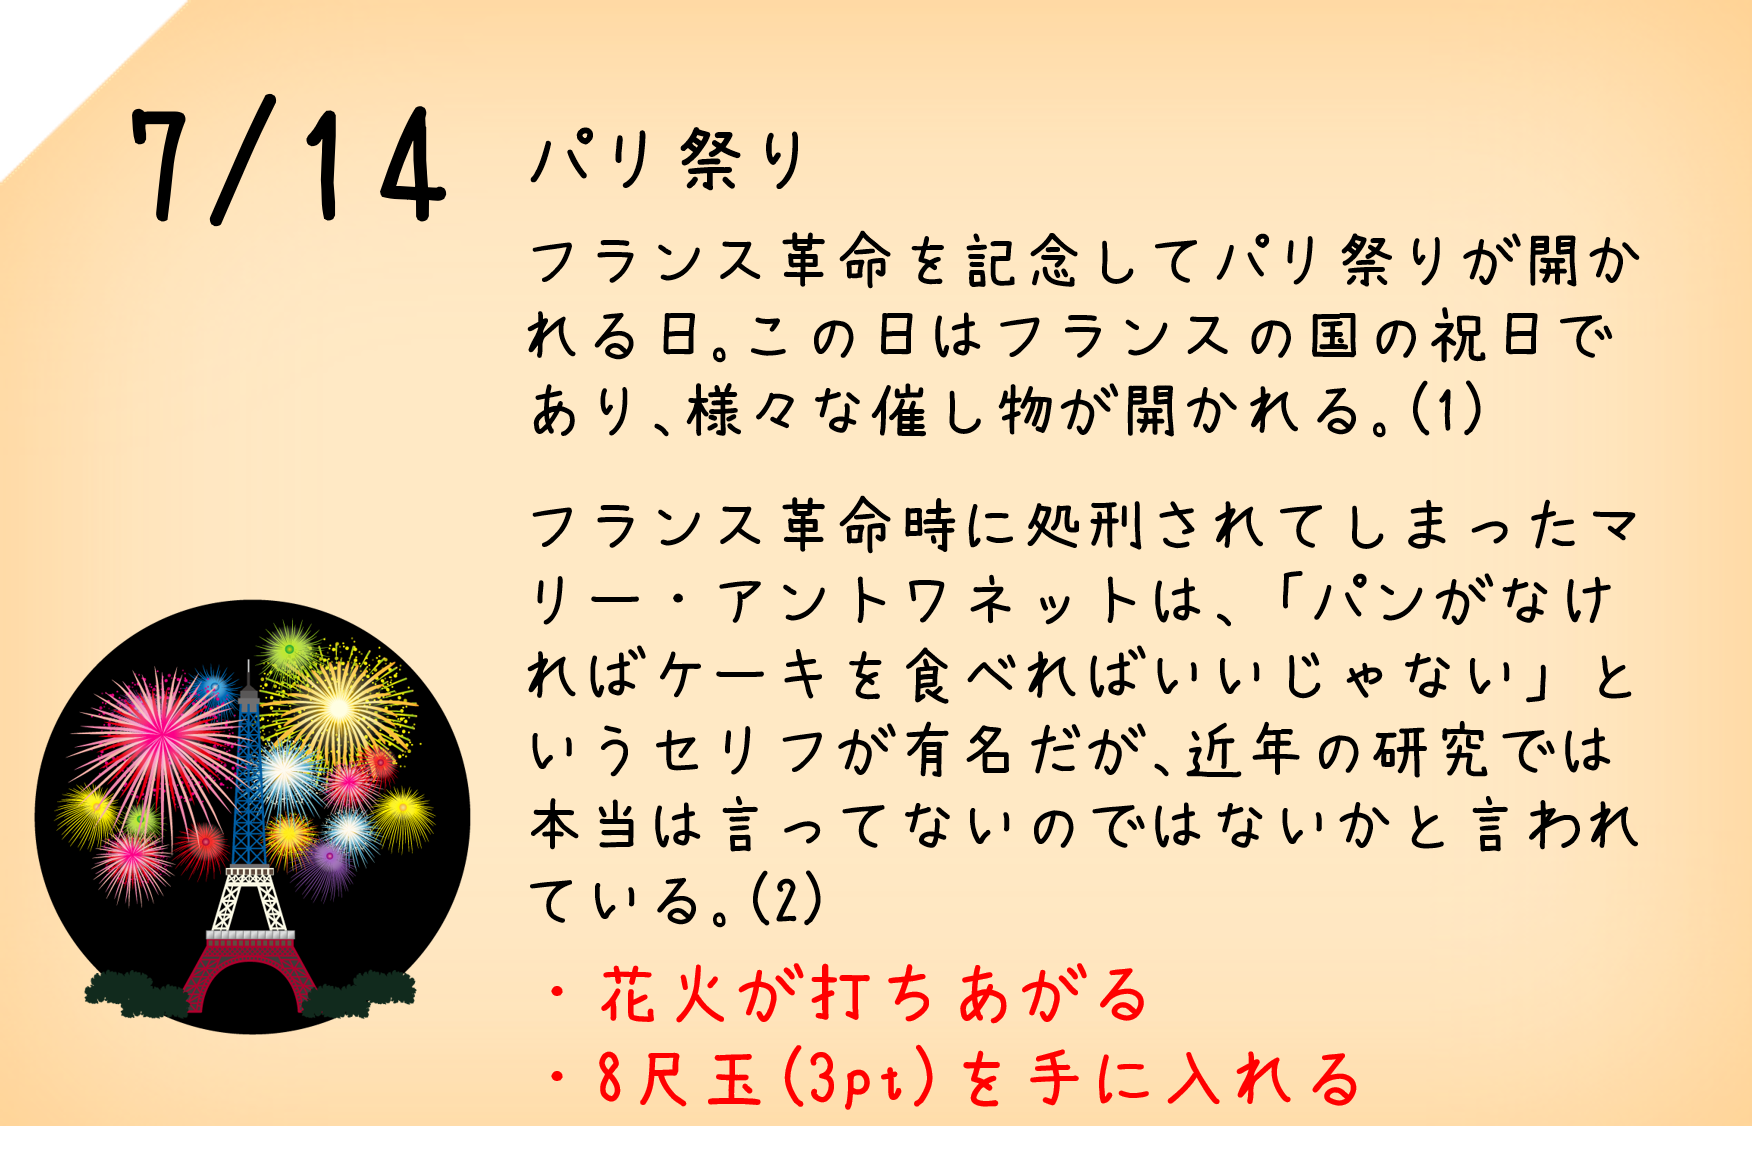 7/14
パリ祭り
フランス革命を記念してパリ祭りが開か
れる日。この日はフランスの国の祝日で
あり、様々な催し物が開かれる。(1)
フランス革命時に処刑されてしまったマ
リー・アントワネットは、「パンがなけ
ればケーキを食べればいいじゃない」と
いうセリフが有名だが、近年の研究では
本当は言ってないのではないかと言われ
ている。(2)
・花火が打ちあがる
・8尺玉(3pt)を手に入れる